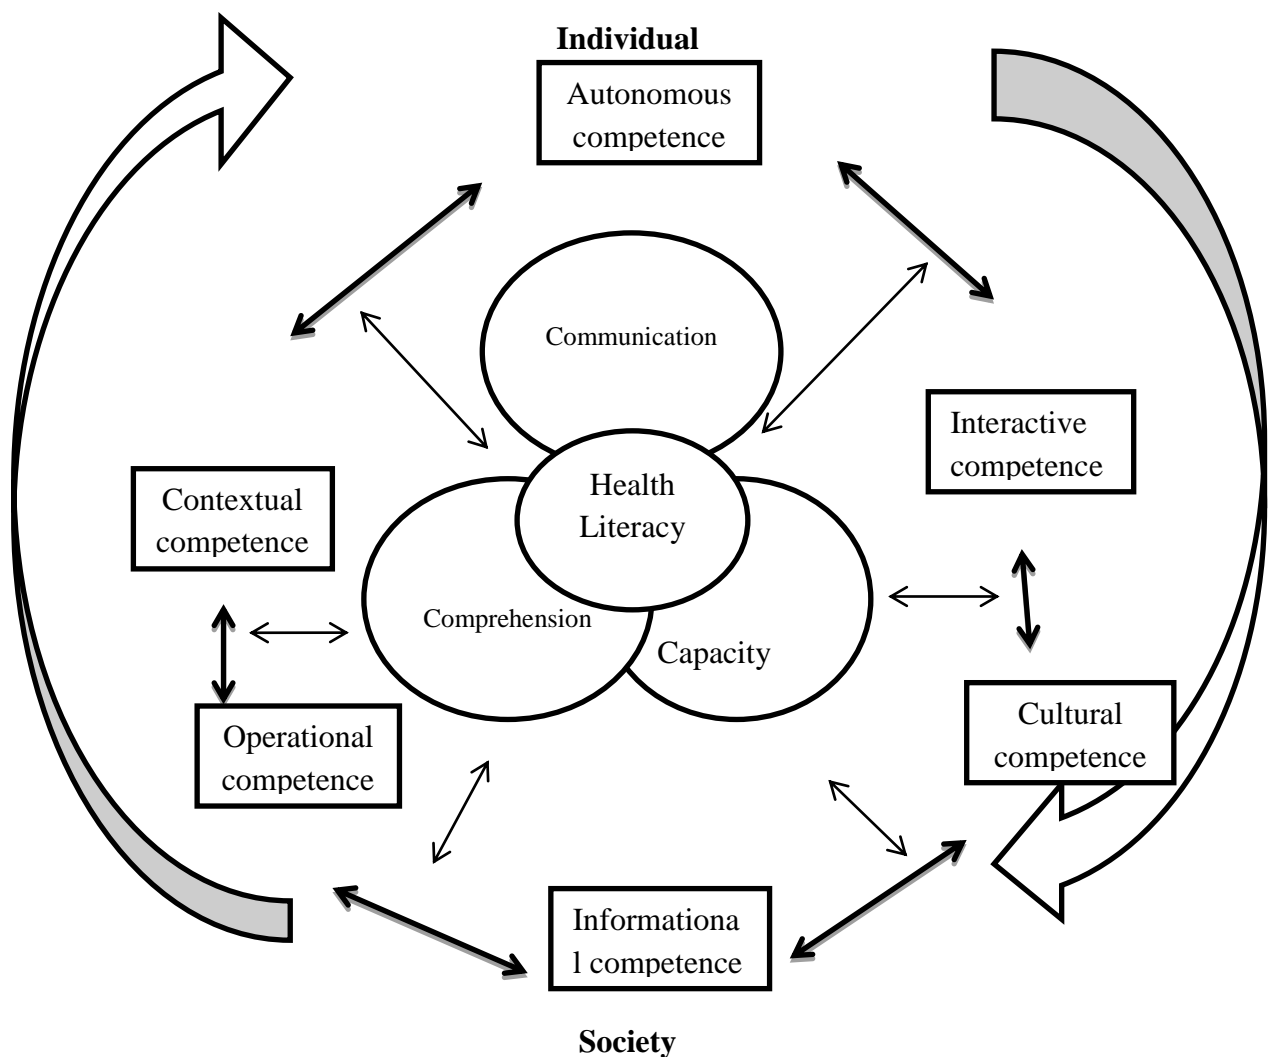 Individual
Autonomous
competence
Communication
Interactive
competence
Health
Literacy
Contextual
competence
Comprehension
Capacity
Operational
competence
Cultural
competence
Informationa
l competence
Society